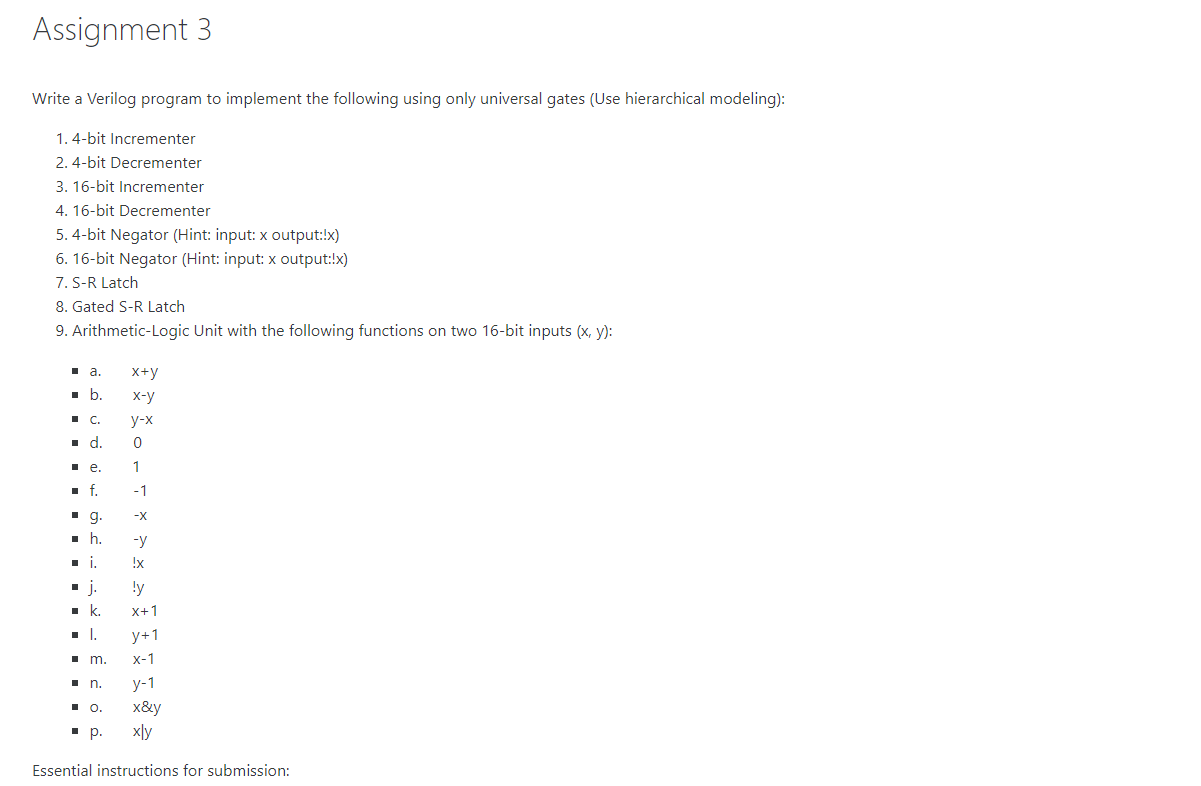 Assignment 3
Write a Verilog program to implement the following using only universal gates (Use hierarchical modeling):
1. 4-bit Incrementer
2. 4-bit Decrementer
3. 16-bit Incrementer
4. 16-bit Decrementer
5. 4-bit Negator (Hint: input: x output:!x)
6. 16-bit Negator (Hint: input: x output:!x)
7. S-R Latch
8. Gated S-R Latch
9. Arithmetic-Logic Unit with the following functions on two 16-bit inputs (x, y):
▪ a. x+y
▪ b. x-y
▪ c. y-x
▪ d. 0
▪ e. 1
▪ f. -1
▪ g. -x
▪ h. -y
▪ i. !x
▪ j. !y
▪ k. x+1
▪ l. y+1
▪ m. x-1
▪ n. y-1
▪ o. x&y
▪ p. x|y
Essential instructions for submission: